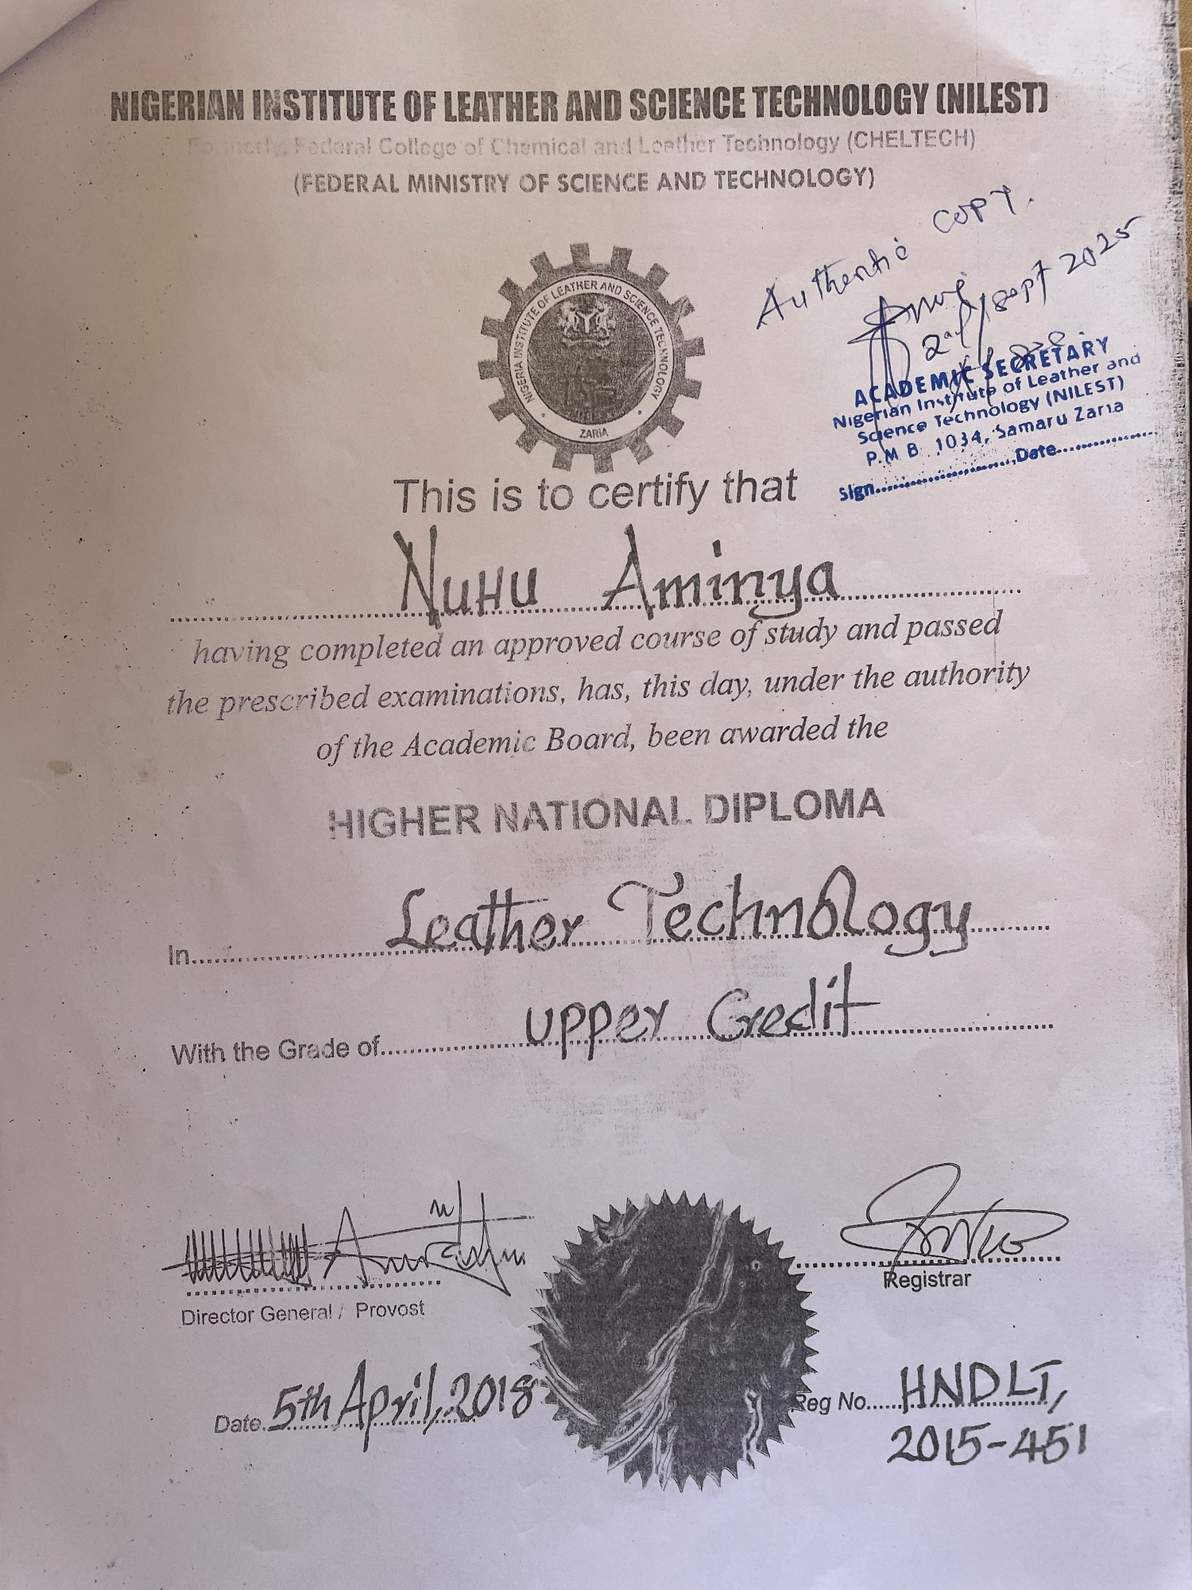 NIGERIAN INSTITUTE OF LEATHER AND SCIENCE TECHNOLOGY (NILEST)
Formerly, Federal College of Chemical and Leather Technology (CHELTECH)
(FEDERAL MINISTRY OF SCIENCE AND TECHNOLOGY)
Authentic COPY.
2nd/sept 2025
ACADEMIC SECRETARY
Nigerian Institute of Leather and
Science Technology (NILEST)
P.M.B. 1034, Samaru Zaria
Sign........................Date................
NIGERIA INSTITUTE OF LEATHER AND SCIENCE TECHNOLOGY
ZARIA
This is to certify that
NuHu Aminya
having completed an approved course of study and passed
the prescribed examinations, has, this day, under the authority
of the Academic Board, been awarded the
HIGHER NATIONAL DIPLOMA
In Leather Technology
With the Grade of Upper Credit
Director General / Provost
Registrar
Date 5th April, 2018
Reg No HNDLT,
2015-451